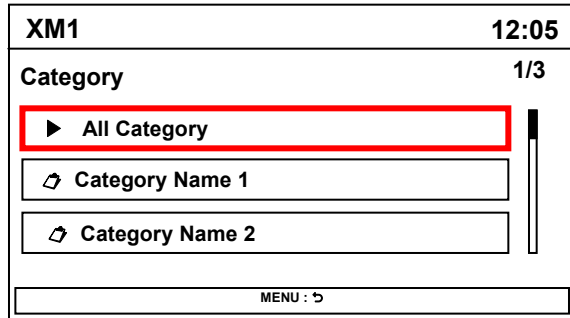 XM1 12:05
Category 1/3
All Category
Category Name 1
Category Name 2
MENU : ⮌